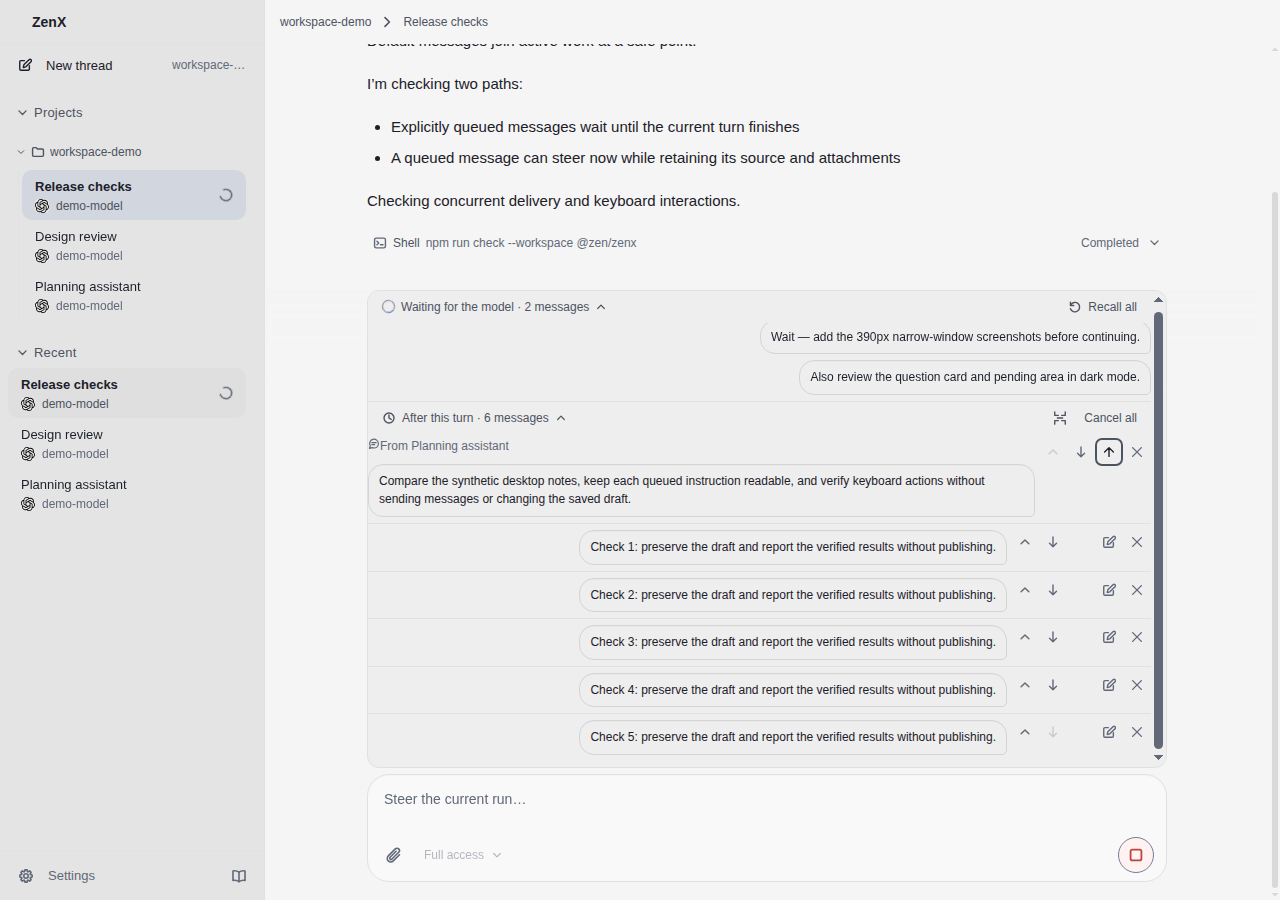 ZenX
New thread
workspace-…
Projects
workspace-demo
Release checks
demo-model
Design review
demo-model
Planning assistant
demo-model
Recent
Release checks
demo-model
Design review
demo-model
Planning assistant
demo-model
Settings
workspace-demo
Release checks
Default messages join active work at a safe point.
I’m checking two paths:
Explicitly queued messages wait until the current turn finishes
A queued message can steer now while retaining its source and attachments
Checking concurrent delivery and keyboard interactions.
Shell npm run check --workspace @zen/zenx
Completed
Waiting for the model · 2 messages
Recall all
Wait — add the 390px narrow-window screenshots before continuing.
Also review the question card and pending area in dark mode.
After this turn · 6 messages
Cancel all
From Planning assistant
Compare the synthetic desktop notes, keep each queued instruction readable, and verify keyboard actions without
sending messages or changing the saved draft.
Check 1: preserve the draft and report the verified results without publishing.
Check 2: preserve the draft and report the verified results without publishing.
Check 3: preserve the draft and report the verified results without publishing.
Check 4: preserve the draft and report the verified results without publishing.
Check 5: preserve the draft and report the verified results without publishing.
Steer the current run…
Full access